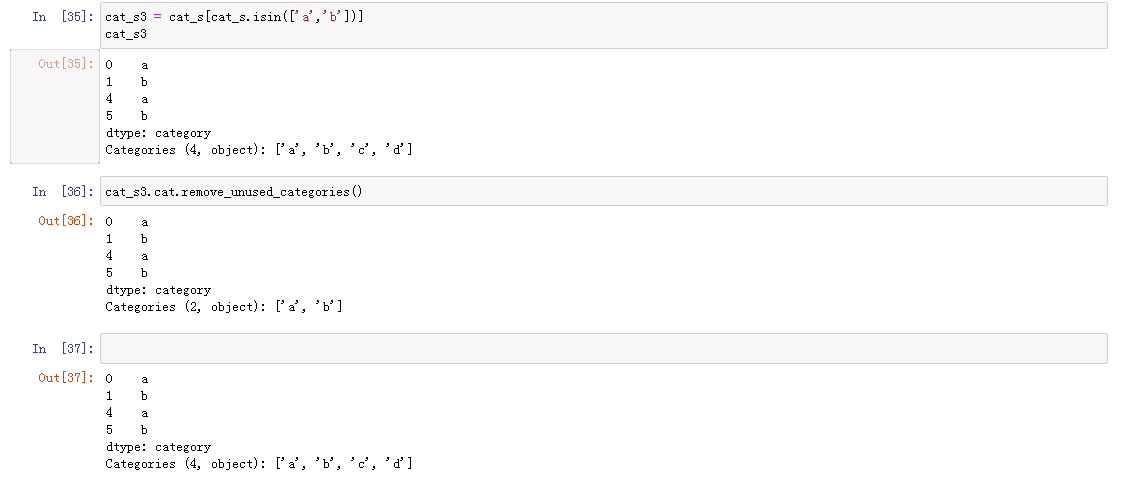 In [35]: cat_s3 = cat_s[cat_s.isin(['a','b'])]
cat_s3
Out[35]: 0 a
1 b
4 a
5 b
dtype: category
Categories (4, object): ['a', 'b', 'c', 'd']
In [36]: cat_s3.cat.remove_unused_categories()
Out[36]: 0 a
1 b
4 a
5 b
dtype: category
Categories (2, object): ['a', 'b']
In [37]:
Out[37]: 0 a
1 b
4 a
5 b
dtype: category
Categories (4, object): ['a', 'b', 'c', 'd']